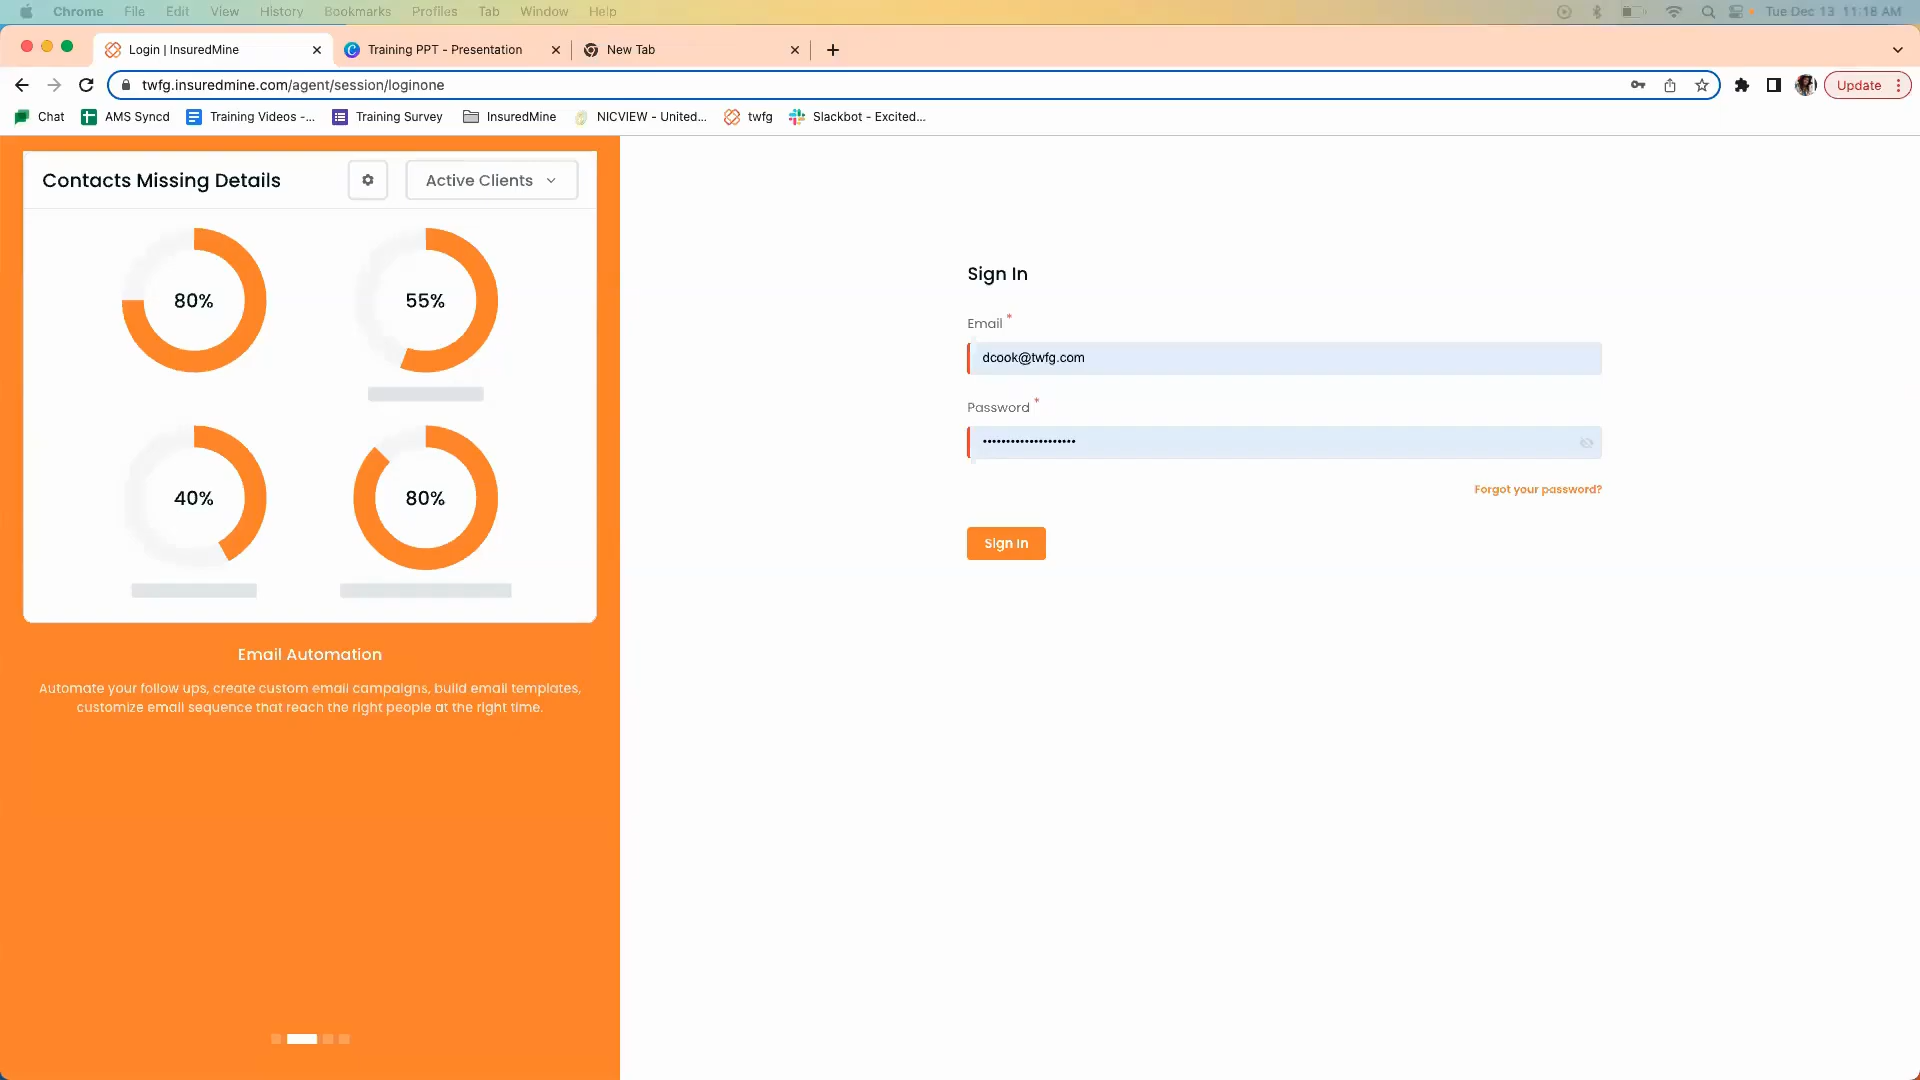 Chrome File Edit View History Bookmarks Profiles Tab Window Help Tue Dec 13 11:18 AM
Login | InsuredMine Training PPT - Presentation New Tab
twfg.insuredmine.com/agent/session/loginone Update
Chat AMS Syncd Training Videos -... Training Survey InsuredMine NICVIEW - United... twfg Slackbot - Excited...
Contacts Missing Details Active Clients
80% 55%
40% 80%
Email Automation
Automate your follow ups, create custom email campaigns, build email templates,
customize email sequence that reach the right people at the right time.
Sign In
Email *
dcook@twfg.com
Password *
••••••••••••••••••••
Forgot your password?
Sign In